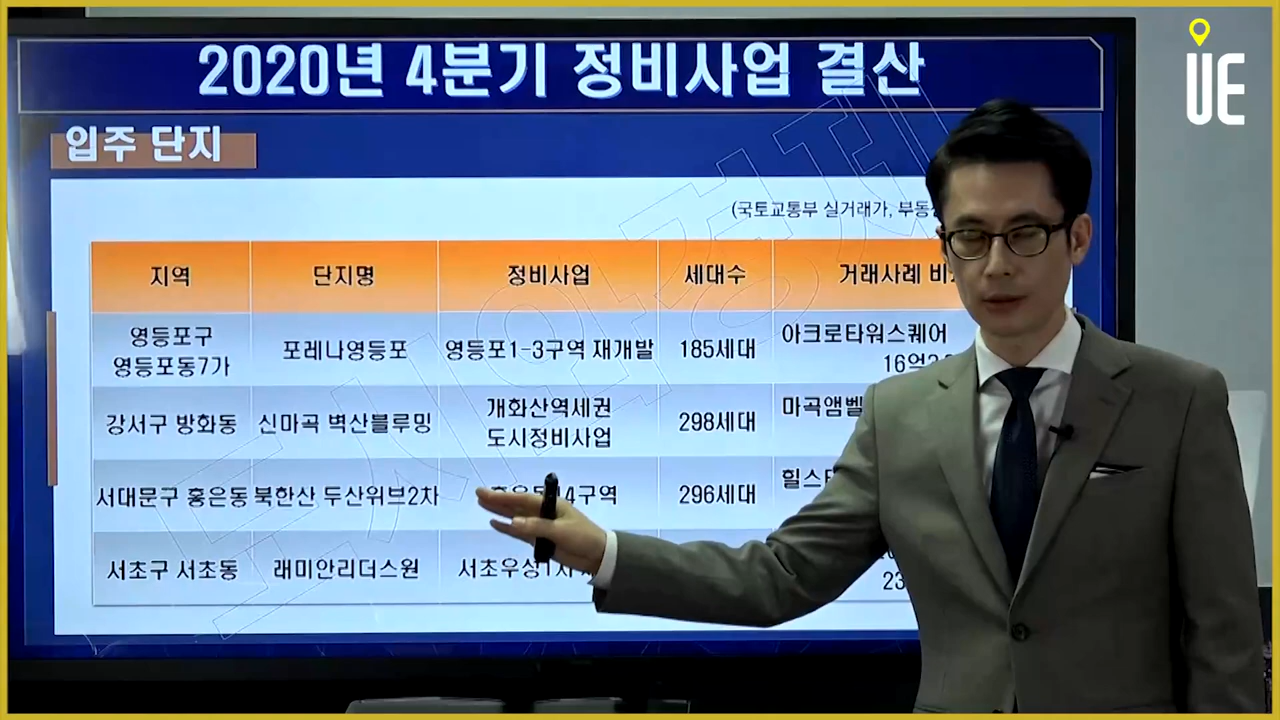 UE
2020년 4분기 정비사업 결산
입주 단지
(국토교통부 실거래가,
지역 단지명 정비사업 세대수 거래사례
영등포구
영등포동7가
포레나영등포
영등포1-3구역 재개발
185세대
아크로타워스퀘어
강서구 방화동
신마곡 벽산블루밍
개화산역세권
도시정비사업
298세대
서대문구 홍은동
북한산 두산위브2차
296세대
서초구 서초동
래미안리더스원
도시와경제